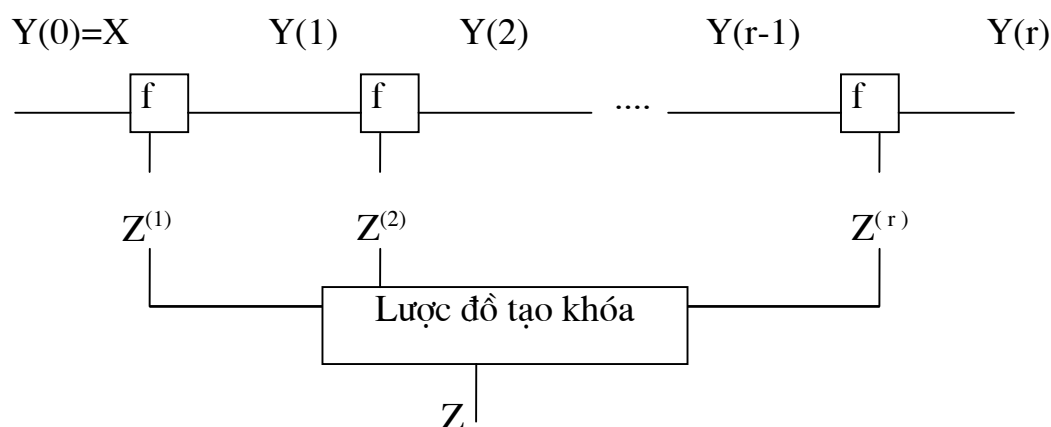 Y(0)=X Y(1) Y(2) Y(r-1) Y(r)
f f .... f
Z(1) Z(2) Z( r )
Lược đồ tạo khóa
Z